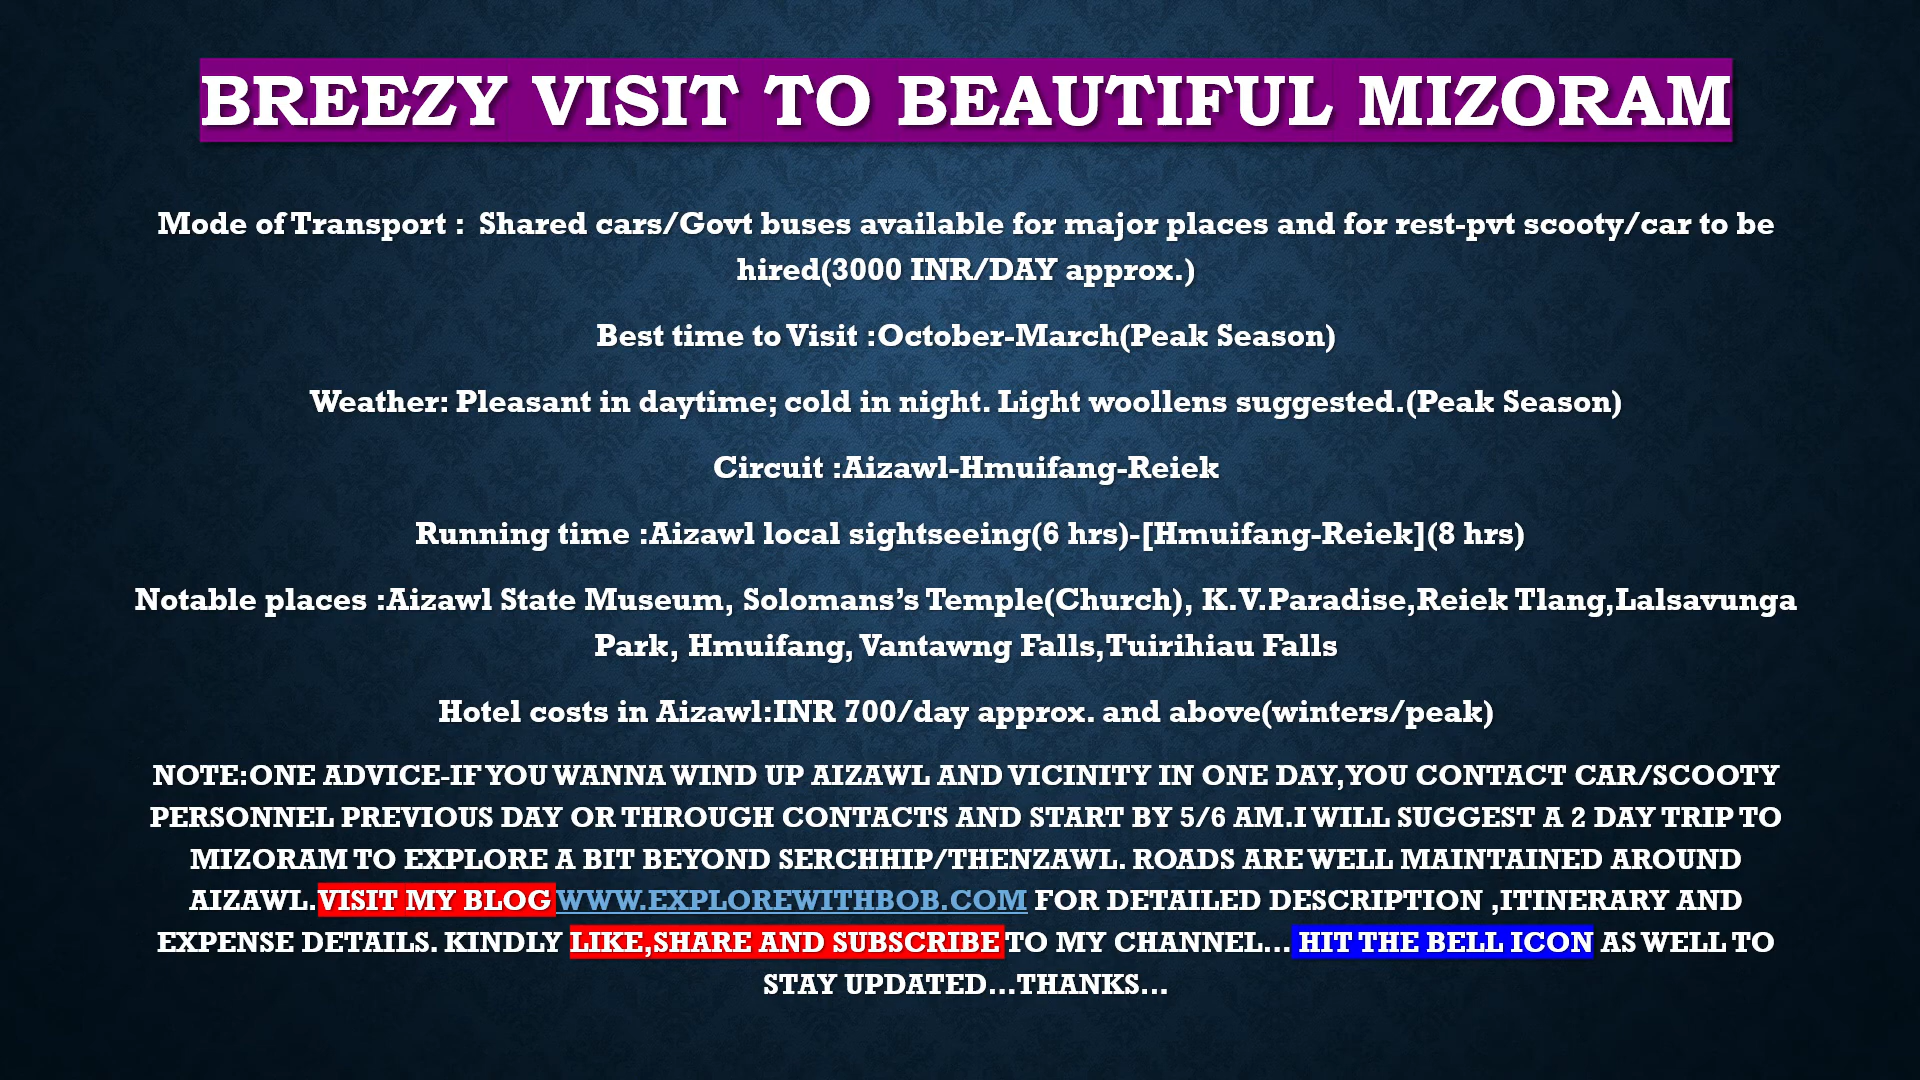 BREEZY VISIT TO BEAUTIFUL MIZORAM
Mode of Transport : Shared cars/Govt buses available for major places and for rest-pvt scooty/car to be
hired(3000 INR/DAY approx.)
Best time to Visit :October-March(Peak Season)
Weather: Pleasant in daytime; cold in night. Light woollens suggested.(Peak Season)
Circuit :Aizawl-Hmuifang-Reiek
Running time :Aizawl local sightseeing(6 hrs)-[Hmuifang-Reiek](8 hrs)
Notable places :Aizawl State Museum, Solomans’s Temple(Church), K.V.Paradise,Reiek Tlang,Lalsavunga
Park, Hmuifang, Vantawng Falls,Tuirihiau Falls
Hotel costs in Aizawl:INR 700/day approx. and above(winters/peak)
NOTE:ONE ADVICE-IF YOU WANNA WIND UP AIZAWL AND VICINITY IN ONE DAY,YOU CONTACT CAR/SCOOTY
PERSONNEL PREVIOUS DAY OR THROUGH CONTACTS AND START BY 5/6 AM.I WILL SUGGEST A 2 DAY TRIP TO
MIZORAM TO EXPLORE A BIT BEYOND SERCHHIP/THENZAWL. ROADS ARE WELL MAINTAINED AROUND
AIZAWL.VISIT MY BLOG WWW.EXPLOREWITHBOB.COM FOR DETAILED DESCRIPTION ,ITINERARY AND
EXPENSE DETAILS. KINDLY LIKE,SHARE AND SUBSCRIBE TO MY CHANNEL... HIT THE BELL ICON AS WELL TO
STAY UPDATED...THANKS...